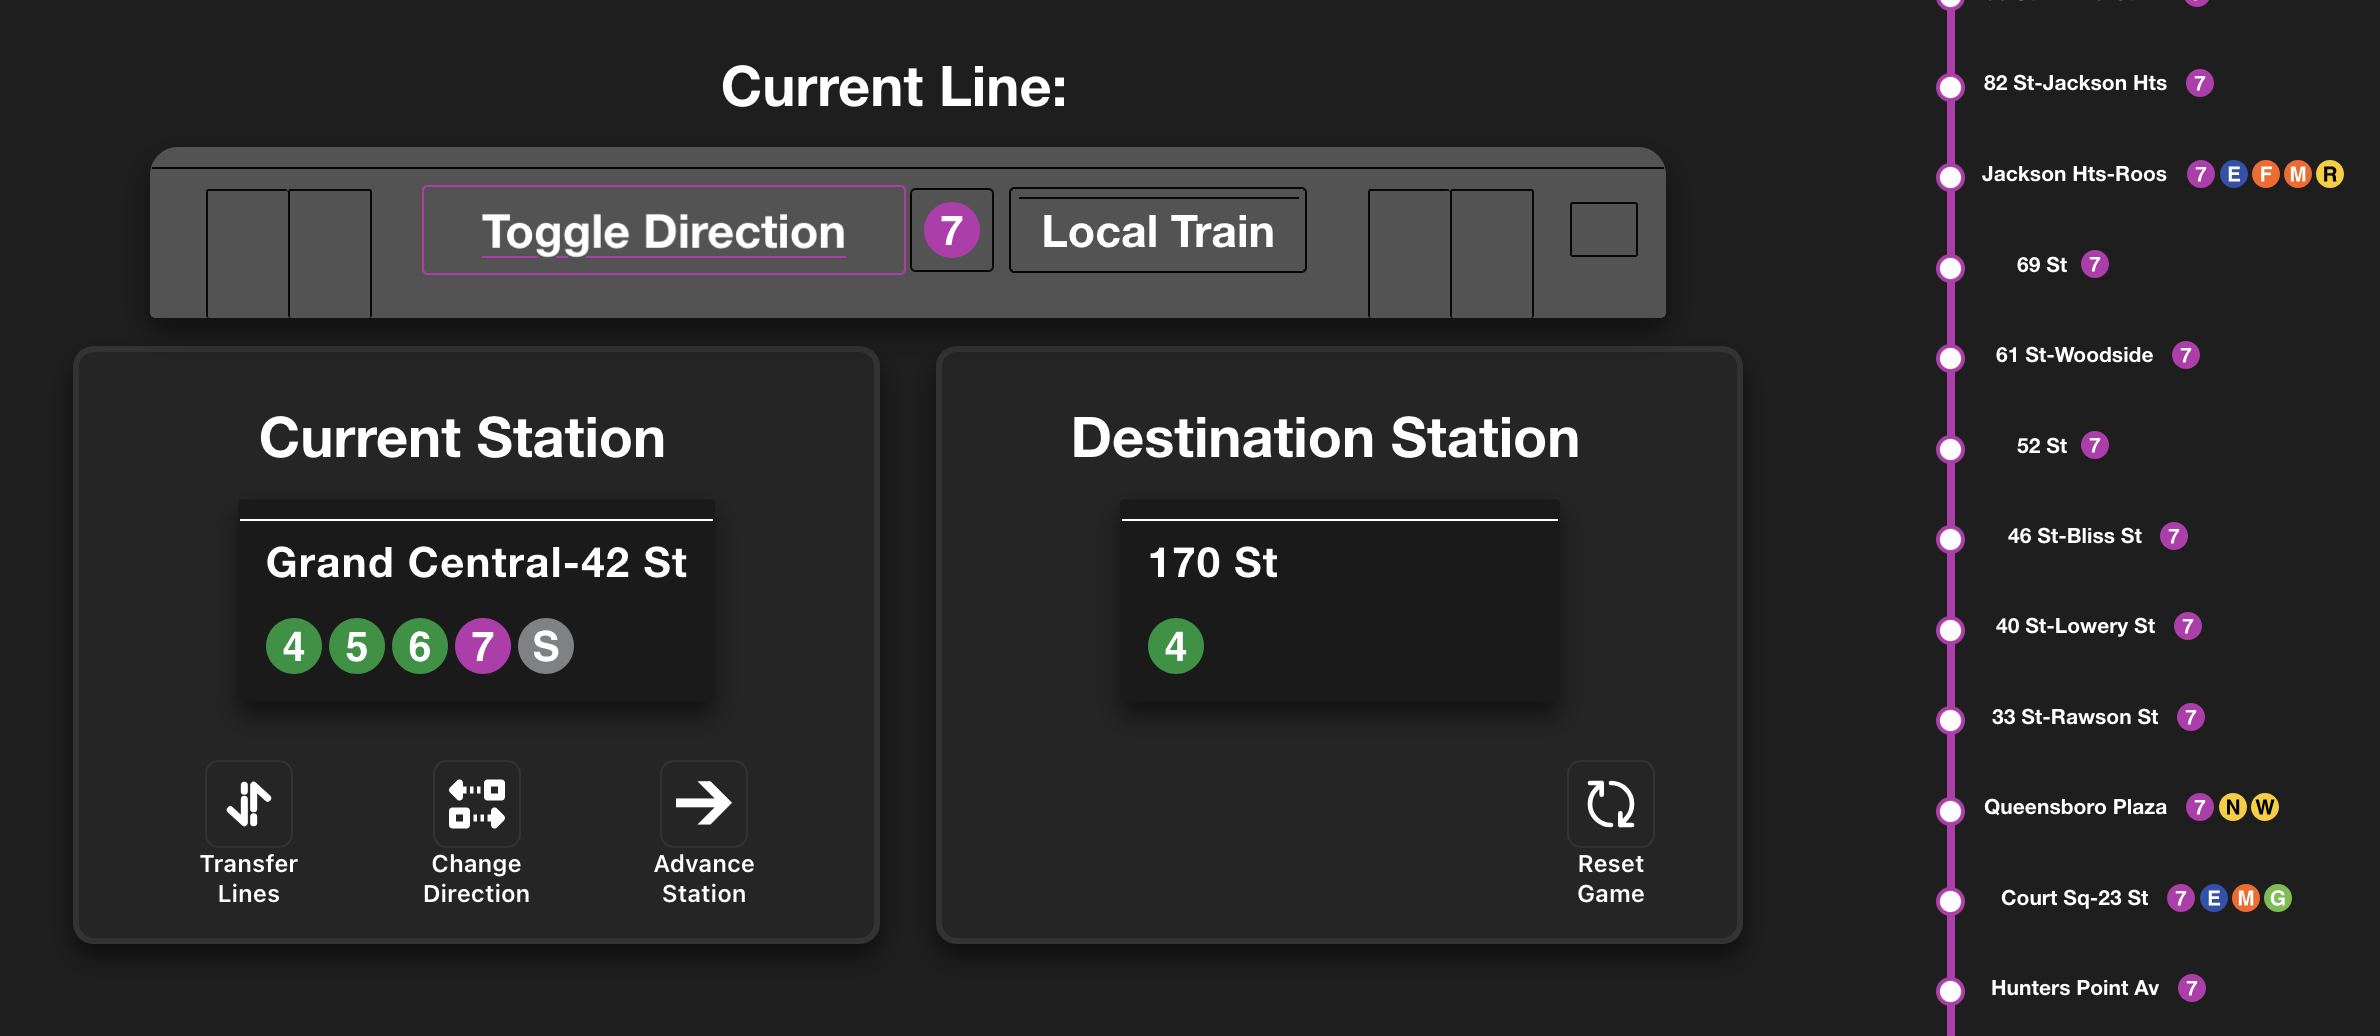 Current Line:
Toggle Direction
7
Local Train
Current Station
Grand Central-42 St
4 5 6 7 S
Transfer
Lines
Change
Direction
Advance
Station
Destination Station
170 St
4
Reset
Game
82 St-Jackson Hts 7
Jackson Hts-Roos 7 E F M R
69 St 7
61 St-Woodside 7
52 St 7
46 St-Bliss St 7
40 St-Lowery St 7
33 St-Rawson St 7
Queensboro Plaza 7 N W
Court Sq-23 St 7 E M G
Hunters Point Av 7